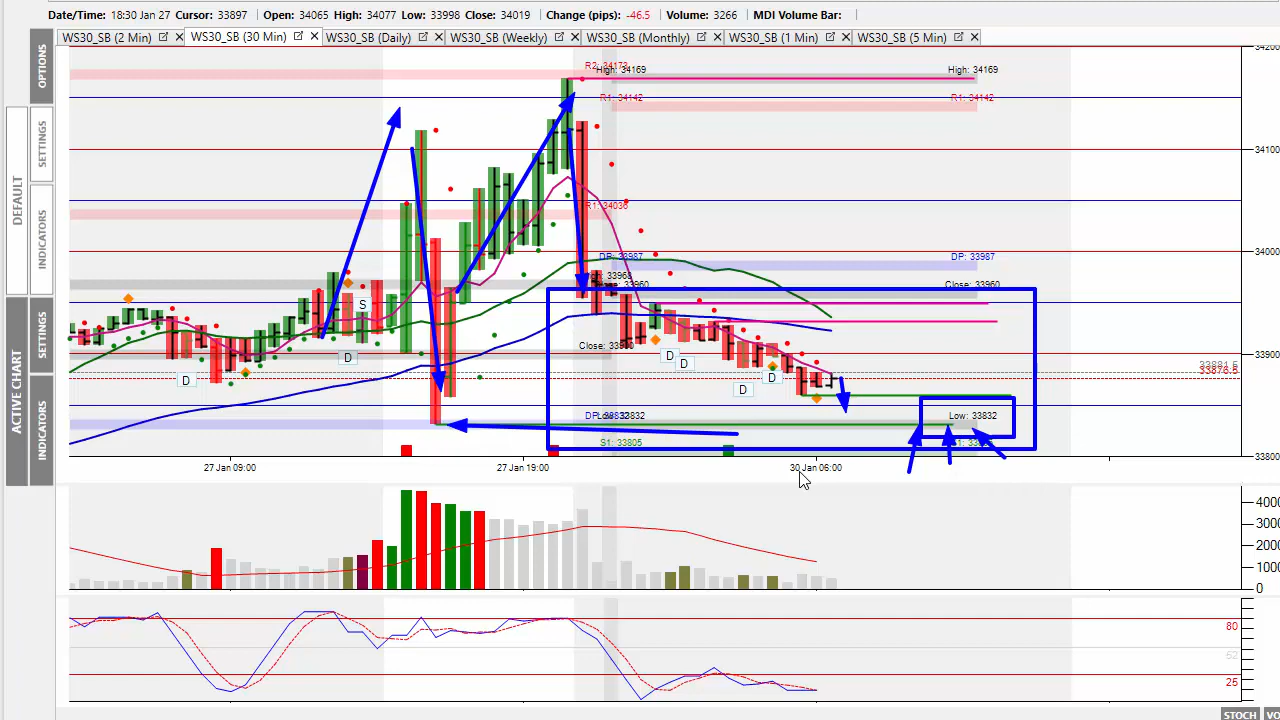 Date/Time: 18:30 Jan 27 Cursor: 33897 Open: 34065 High: 34077 Low: 33998 Close: 34019 Change (pips): -46.5 Volume: 3266 MDI Volume Bar:
WS30_SB (2 Min) WS30_SB (30 Min) WS30_SB (Daily) WS30_SB (Weekly) WS30_SB (Monthly) WS30_SB (1 Min) WS30_SB (5 Min)
OPTIONS
DEFAULT
SETTINGS
INDICATORS
ACTIVE CHART
SETTINGS
INDICATORS
34200
R2: 34173
High: 34169
High: 34169
R1: 34142
R1: 34142
34100
R1: 34036
34000
DP: 33987
DP: 33987
33960
Close: 33960
S
Close:
D
D
D
D
D
D
33900
Low: 33832
Low: 33832
S1: 33805
33800
27 Jan 09:00
27 Jan 19:00
30 Jan 06:00
4000
3000
2000
1000
0
80
52
25
STOCH